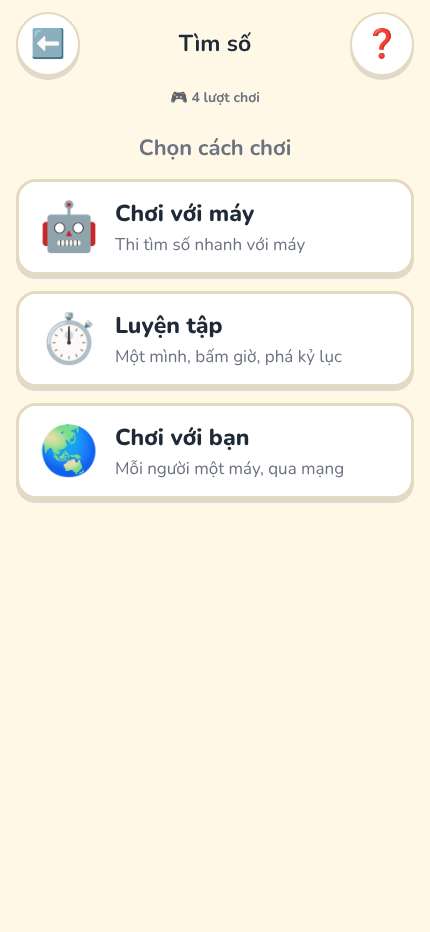 Tìm số
4 lượt chơi
Chọn cách chơi
Chơi với máy
Thi tìm số nhanh với máy
Luyện tập
Một mình, bấm giờ, phá kỷ lục
Chơi với bạn
Mỗi người một máy, qua mạng